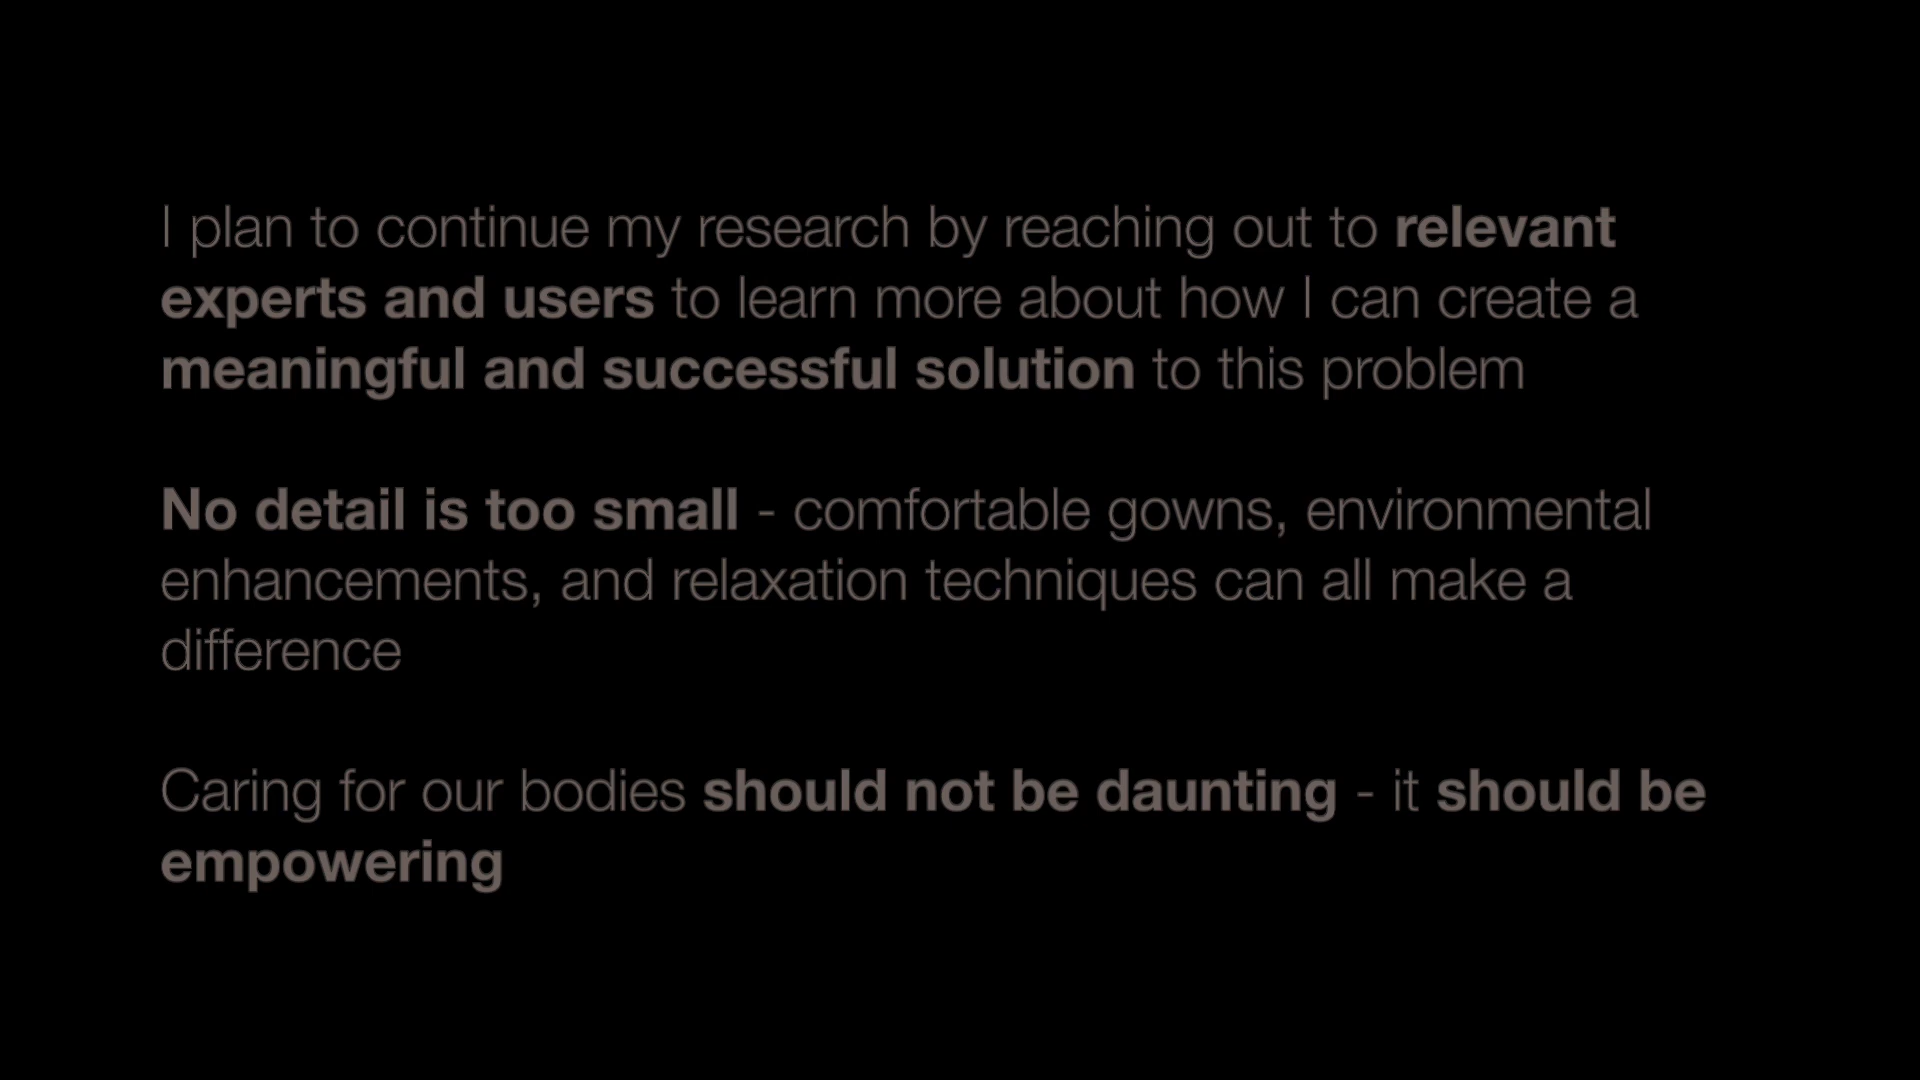 I plan to continue my research by reaching out to relevant
experts and users to learn more about how I can create a
meaningful and successful solution to this problem
No detail is too small - comfortable gowns, environmental
enhancements, and relaxation techniques can all make a
difference
Caring for our bodies should not be daunting - it should be
empowering